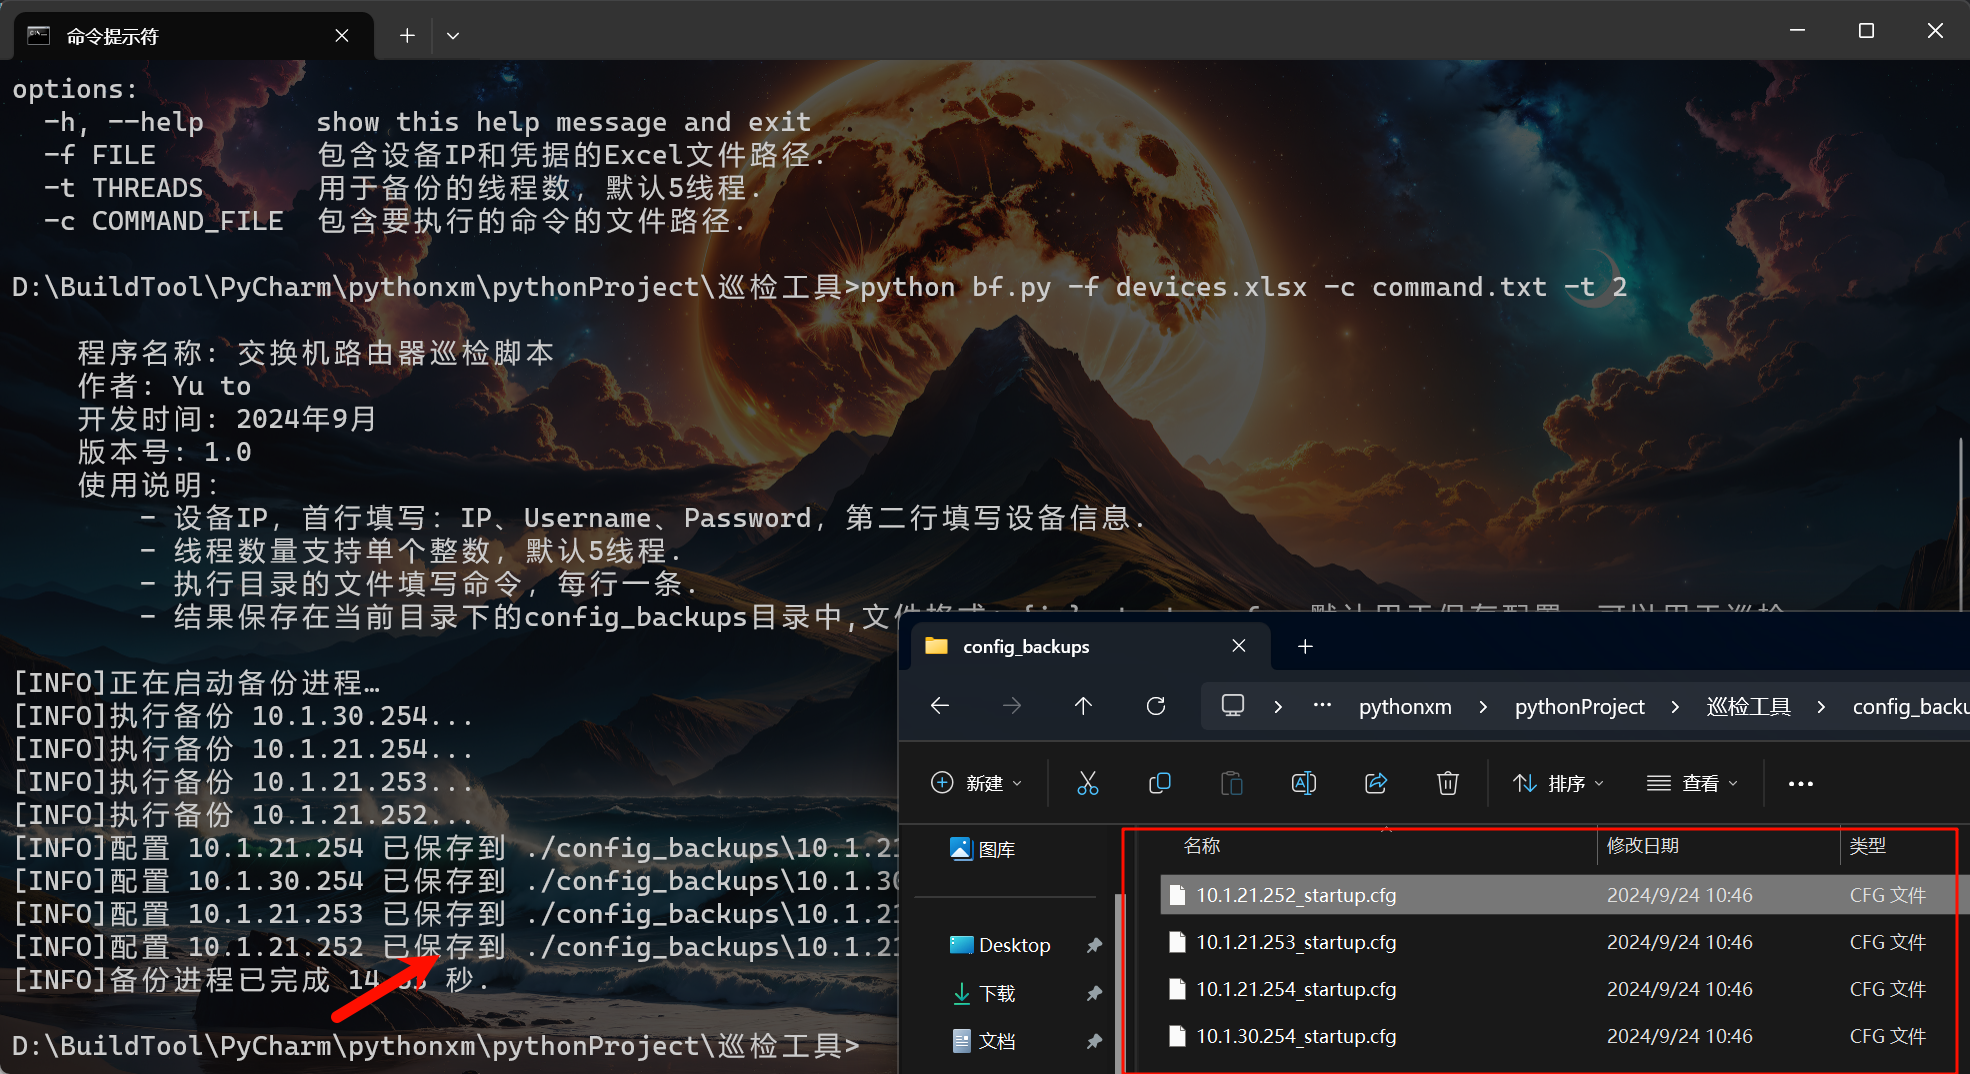 命令提示符
options:
-h, --help show this help message and exit
-f FILE 包含设备IP和凭据的Excel文件路径.
-t THREADS 用于备份的线程数, 默认5线程.
-c COMMAND_FILE 包含要执行的命令的文件路径.
D:\BuildTool\PyCharm\pythonxm\pythonProject\巡检工具>python bf.py -f devices.xlsx -c command.txt -t 2
程序名称: 交换机路由器巡检脚本
作者: Yu to
开发时间: 2024年9月
版本号: 1.0
使用说明:
- 设备IP, 首行填写: IP、Username、Password, 第二行填写设备信息.
- 线程数量支持单个整数, 默认5线程.
- 执行目录的文件填写命令, 每行一条.
- 结果保存在当前目录下的config_backups目录中,文件格式:
[INFO]正在启动备份进程…
[INFO]执行备份 10.1.30.254...
[INFO]执行备份 10.1.21.254...
[INFO]执行备份 10.1.21.253...
[INFO]执行备份 10.1.21.252...
[INFO]配置 10.1.21.254 已保存到 ./config_backups\10.1.21
[INFO]配置 10.1.30.254 已保存到 ./config_backups\10.1.30
[INFO]配置 10.1.21.253 已保存到 ./config_backups\10.1.21
[INFO]配置 10.1.21.252 已保存到 ./config_backups\10.1.21
[INFO]备份进程已完成 14 秒.
D:\BuildTool\PyCharm\pythonxm\pythonProject\巡检工具>
config_backups
… > pythonxm > pythonProject > 巡检工具 > config_backu
新建 排序 查看 …
图库
Desktop
下载
文档
名称 修改日期 类型
10.1.21.252_startup.cfg 2024/9/24 10:46 CFG 文件
10.1.21.253_startup.cfg 2024/9/24 10:46 CFG 文件
10.1.21.254_startup.cfg 2024/9/24 10:46 CFG 文件
10.1.30.254_startup.cfg 2024/9/24 10:46 CFG 文件